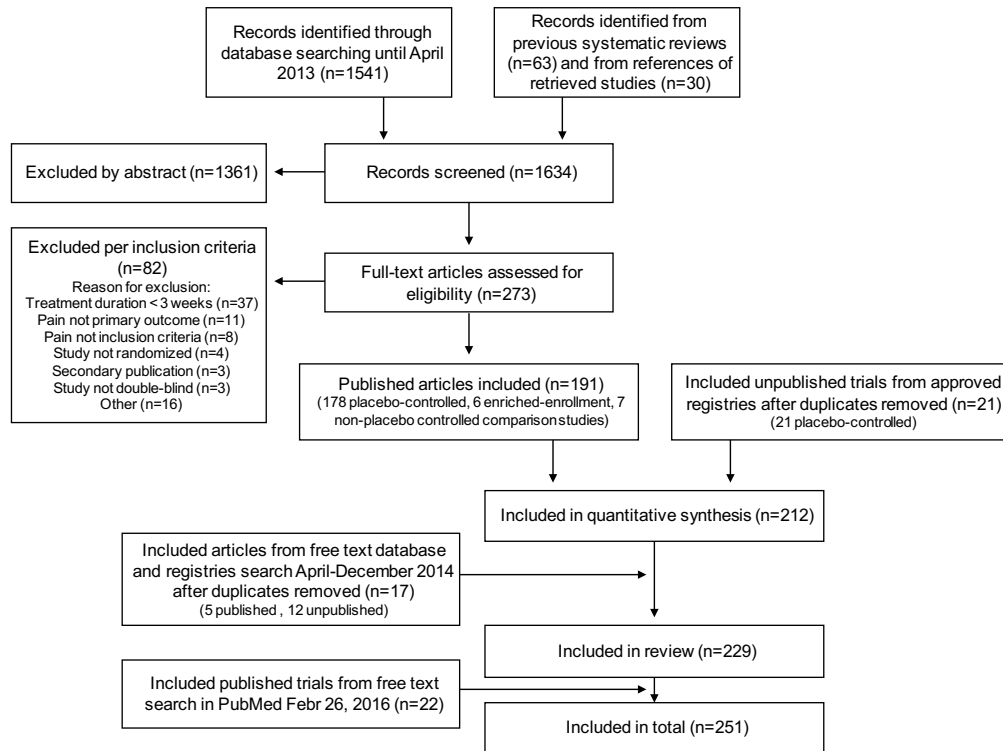 Records identified through
database searching until April
2013 (n=1541)
Records identified from
previous systematic reviews
(n=63) and from references of
retrieved studies (n=30)
Excluded by abstract (n=1361)
Records screened (n=1634)
Excluded per inclusion criteria
(n=82)
Reason for exclusion:
Treatment duration < 3 weeks (n=37)
Pain not primary outcome (n=11)
Pain not inclusion criteria (n=8)
Study not randomized (n=4)
Secondary publication (n=3)
Study not double-blind (n=3)
Other (n=16)
Full-text articles assessed for
eligibility (n=273)
Published articles included (n=191)
(178 placebo-controlled, 6 enriched-enrollment, 7
non-placebo controlled comparison studies)
Included unpublished trials from approved
registries after duplicates removed (n=21)
(21 placebo-controlled)
Included in quantitative synthesis (n=212)
Included articles from free text database
and registries search April-December 2014
after duplicates removed (n=17)
(5 published , 12 unpublished)
Included in review (n=229)
Included published trials from free text
search in PubMed Febr 26, 2016 (n=22)
Included in total (n=251)